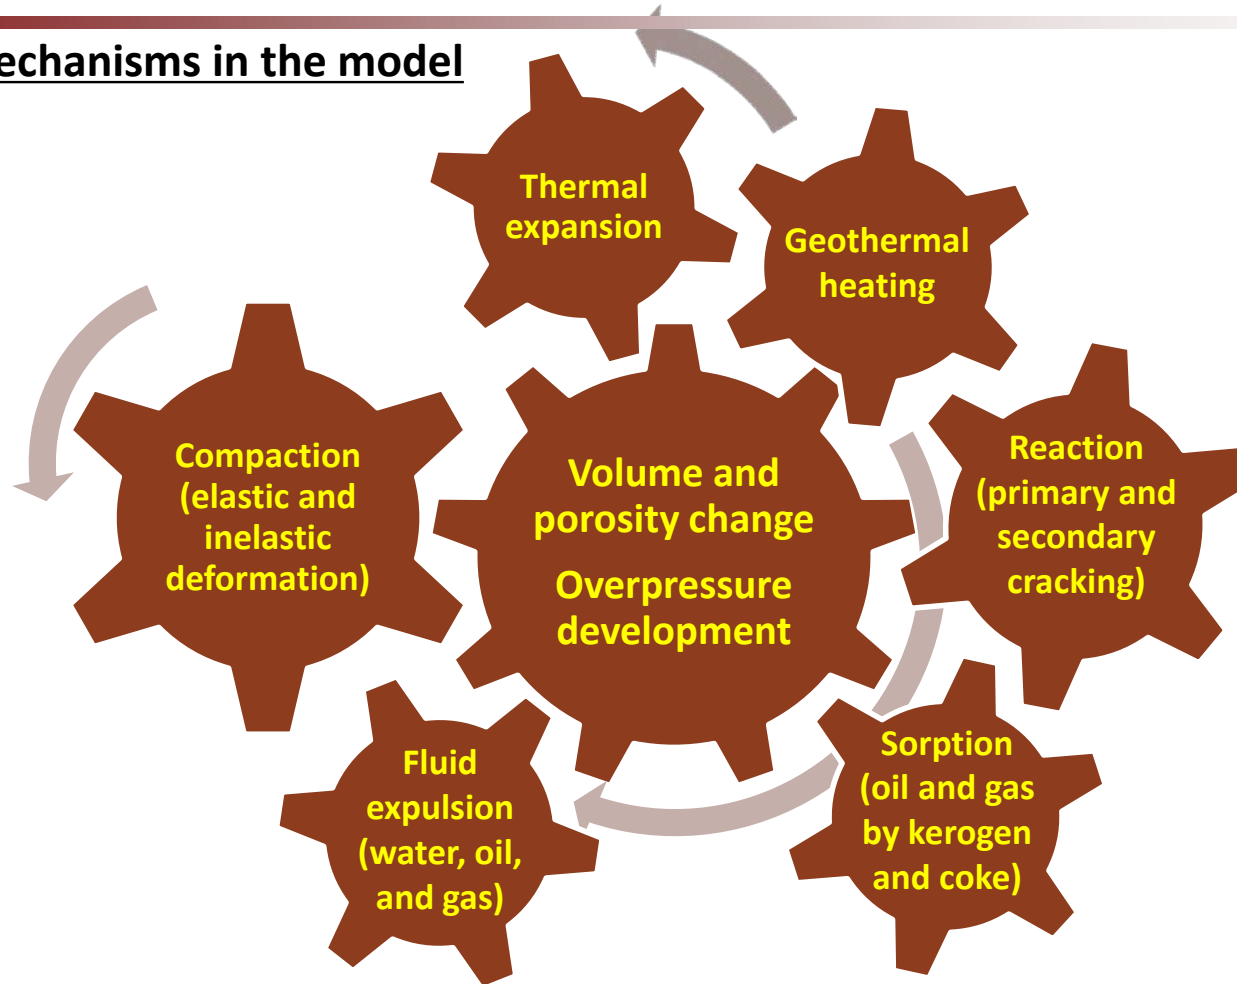 echanisms in the model
Thermal
expansion
Geothermal
heating
Compaction
(elastic and
inelastic
deformation)
Volume and
porosity change
Overpressure
development
Reaction
(primary and
secondary
cracking)
Fluid
expulsion
(water, oil,
and gas)
Sorption
(oil and gas
by kerogen
and coke)